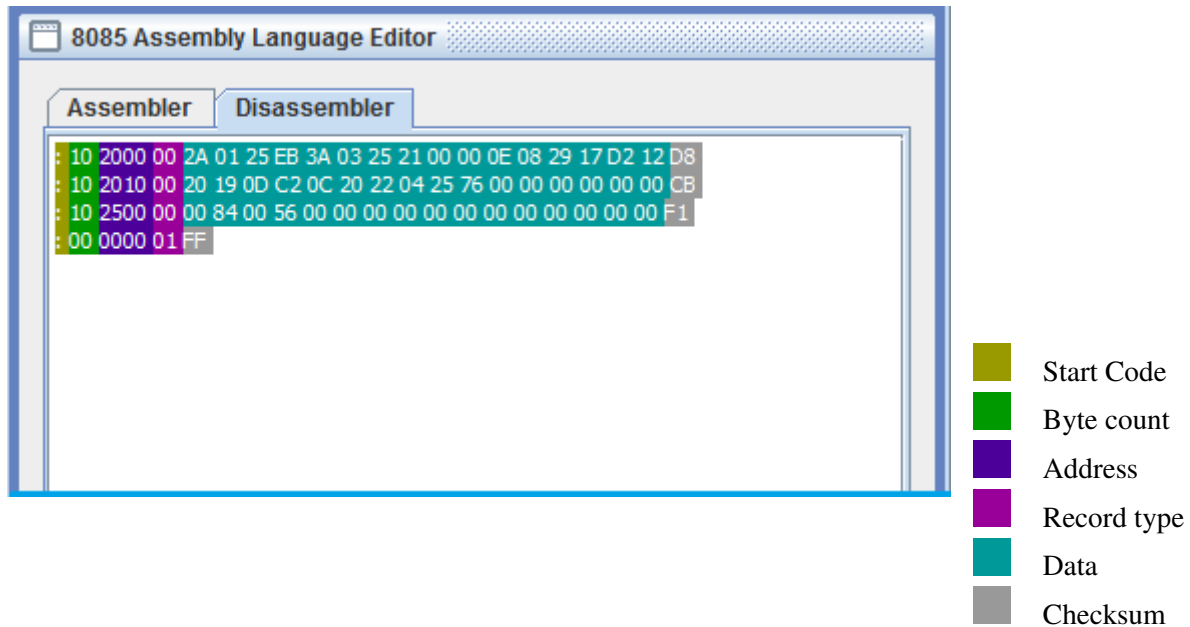 8085 Assembly Language Editor
Assembler Disassembler
: 10 2000 00 2A 01 25 EB 3A 03 25 21 00 00 0E 08 29 17 D2 12 D8
: 10 2010 00 20 19 0D C2 0C 20 22 04 25 76 00 00 00 00 00 00 CB
: 10 2500 00 00 84 00 56 00 00 00 00 00 00 00 00 00 00 00 00 F1
: 00 0000 01 FF
Start Code
Byte count
Address
Record type
Data
Checksum